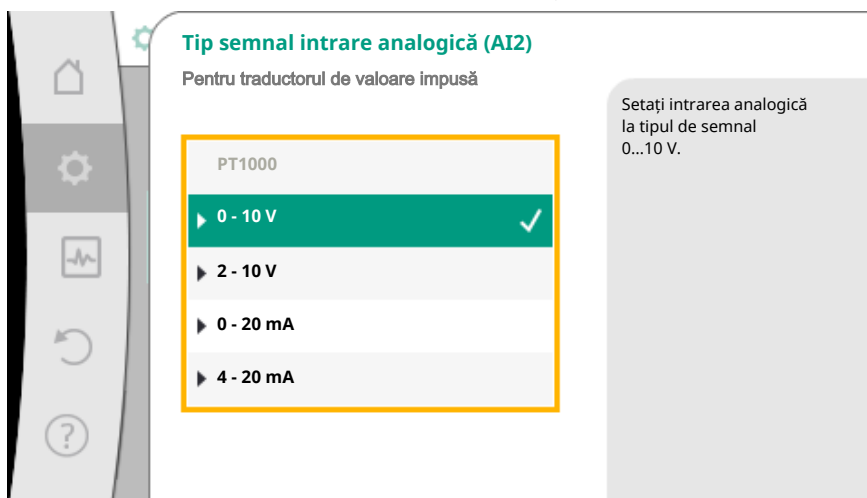 Tip semnal intrare analogică (AI2)
Pentru traductorul de valoare impusă
PT1000
0 - 10 V
2 - 10 V
0 - 20 mA
4 - 20 mA
Setați intrarea analogică
la tipul de semnal
0...10 V.
?